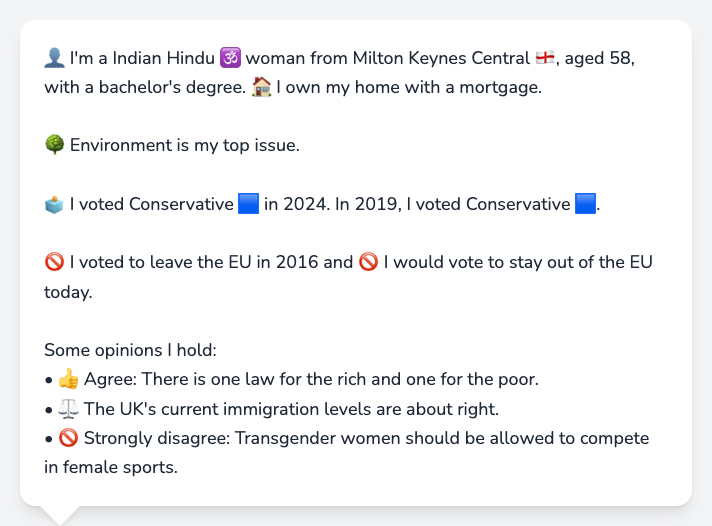 👤 I'm a Indian Hindu 🕉️ woman from Milton Keynes Central 🏴󠁧󠁢󠁥󠁮󠁧󠁿, aged 58,
with a bachelor's degree. 🏠 I own my home with a mortgage.
🌳 Environment is my top issue.
🗳️ I voted Conservative 🟦 in 2024. In 2019, I voted Conservative 🟦.
🚫 I voted to leave the EU in 2016 and 🚫 I would vote to stay out of the EU
today.
Some opinions I hold:
• 👍 Agree: There is one law for the rich and one for the poor.
• ⚖️ The UK's current immigration levels are about right.
• 🚫 Strongly disagree: Transgender women should be allowed to compete
in female sports.